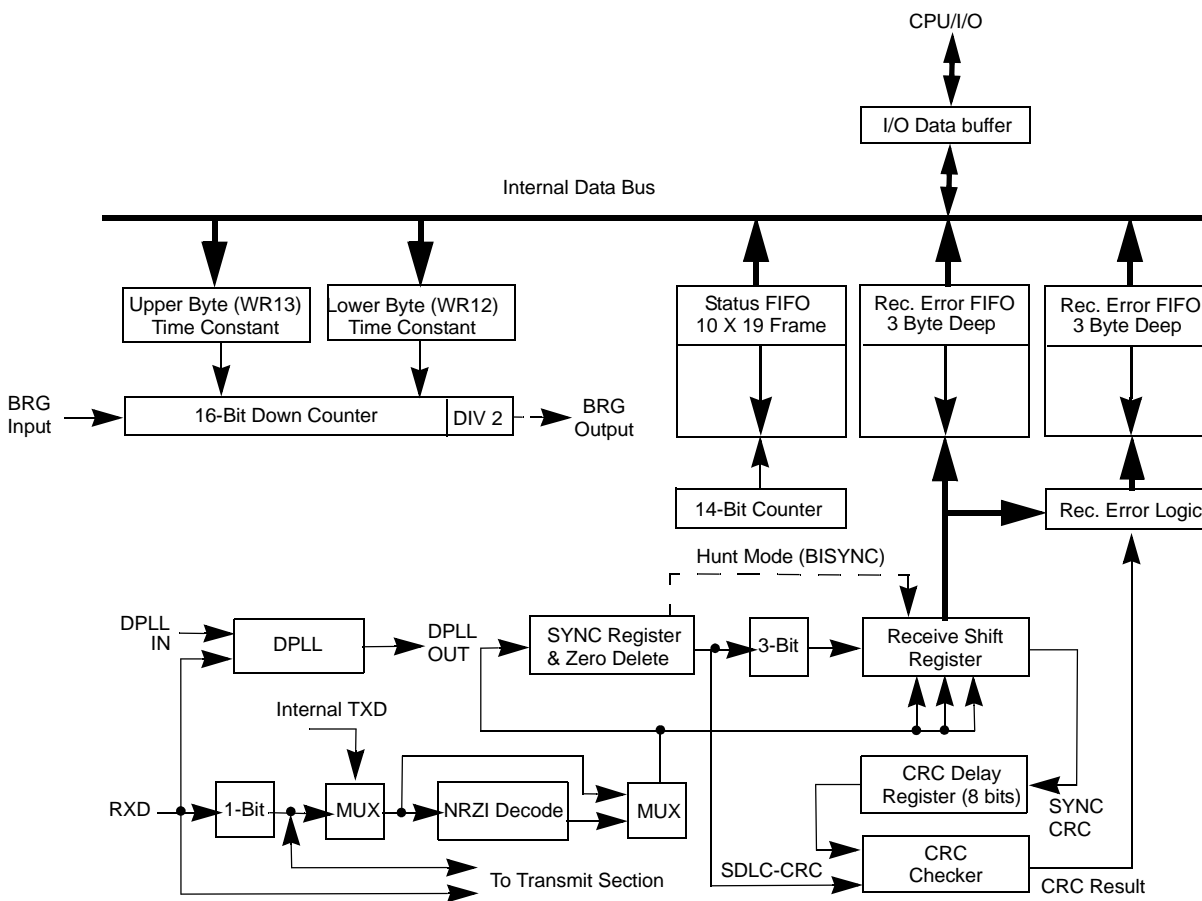 CPU/I/O
I/O Data buffer
Internal Data Bus
Upper Byte (WR13)
Time Constant
Lower Byte (WR12)
Time Constant
Status FIFO
10 X 19 Frame
Rec. Error FIFO
3 Byte Deep
Rec. Error FIFO
3 Byte Deep
BRG
Input
16-Bit Down Counter
DIV 2
BRG
Output
14-Bit Counter
Rec. Error Logic
Hunt Mode (BISYNC)
DPLL
IN
DPLL
DPLL
OUT
SYNC Register
& Zero Delete
3-Bit
Receive Shift
Register
Internal TXD
RXD
1-Bit
MUX
NRZI Decode
MUX
CRC Delay
Register (8 bits)
SYNC
CRC
To Transmit Section
SDLC-CRC
CRC
Checker
CRC Result